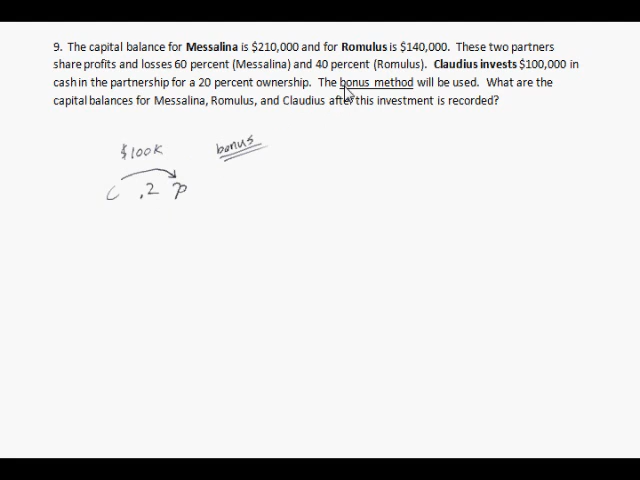 9. The capital balance for Messalina is $210,000 and for Romulus is $140,000. These two partners
share profits and losses 60 percent (Messalina) and 40 percent (Romulus). Claudius invests $100,000 in
cash in the partnership for a 20 percent ownership. The bonus method will be used. What are the
capital balances for Messalina, Romulus, and Claudius after this investment is recorded?
$100K bonus
C .2 P